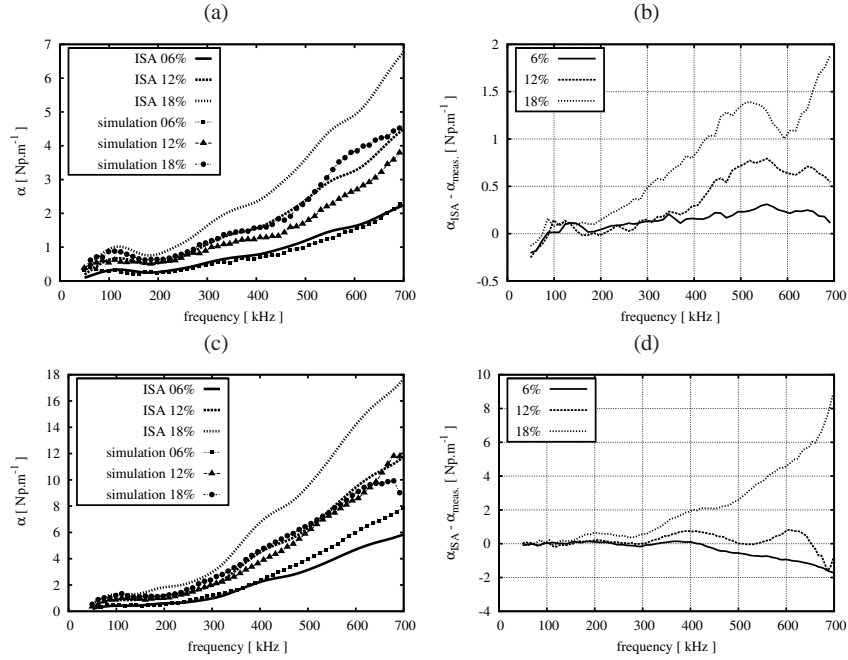 (a)
7
6
5
4
3
2
1
0
0 100 200 300 400 500 600 700
α [ Np.m-1 ]
frequency [ kHz ]
ISA 06%
ISA 12%
ISA 18%
simulation 06%
simulation 12%
simulation 18%
(b)
2
1.5
1
0.5
0
-0.5
0 100 200 300 400 500 600 700
αISA - αmeas. [ Np.m-1 ]
frequency [ kHz ]
6%
12%
18%
(c)
18
16
14
12
10
8
6
4
2
0
0 100 200 300 400 500 600 700
α [ Np.m-1 ]
frequency [ kHz ]
ISA 06%
ISA 12%
ISA 18%
simulation 06%
simulation 12%
simulation 18%
(d)
10
8
6
4
2
0
-2
-4
0 100 200 300 400 500 600 700
αISA - αmeas. [ Np.m-1 ]
frequency [ kHz ]
6%
12%
18%